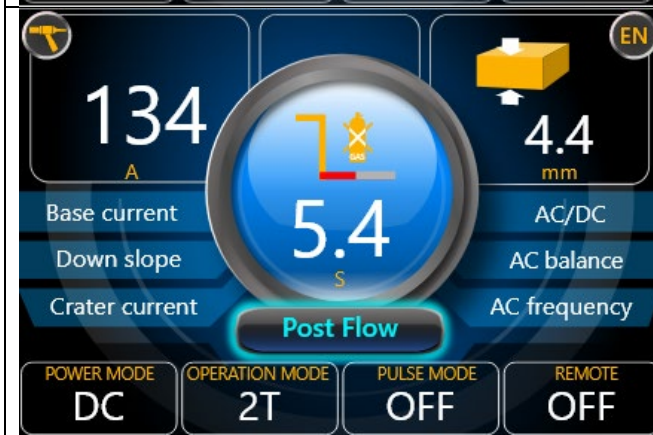 EN
134
A
GAS
4.4
mm
5.4
S
Base current
AC/DC
Down slope
AC balance
Crater current
AC frequency
Post Flow
POWER MODE
DC
OPERATION MODE
2T
PULSE MODE
OFF
REMOTE
OFF